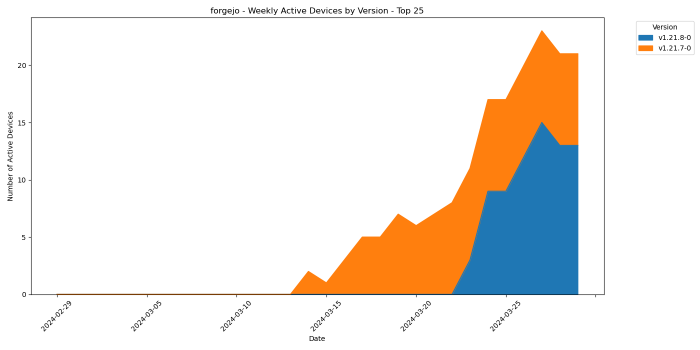 forgejo - Weekly Active Devices by Version - Top 25
Version
v1.21.8-0
v1.21.7-0
Number of Active Devices
20
15
10
5
0
2024-02-29
2024-03-05
2024-03-10
2024-03-15
2024-03-20
2024-03-25
Date